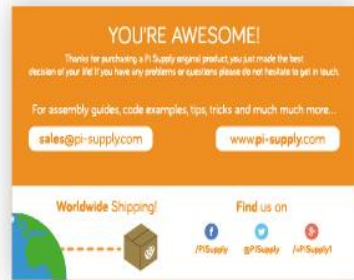 YOU'RE AWESOME!
Thanks for purchasing a Pi Supply original product, you just made the best
decision of your life! If you have any problems or questions please do not hesitate to get in touch.
For assembly guides, code examples, tips, tricks and much much more...
sales@pi-supply.com
www.pi-supply.com
Worldwide Shipping!
Find us on
/PiSupply
@PiSupply
/+PiSupply1